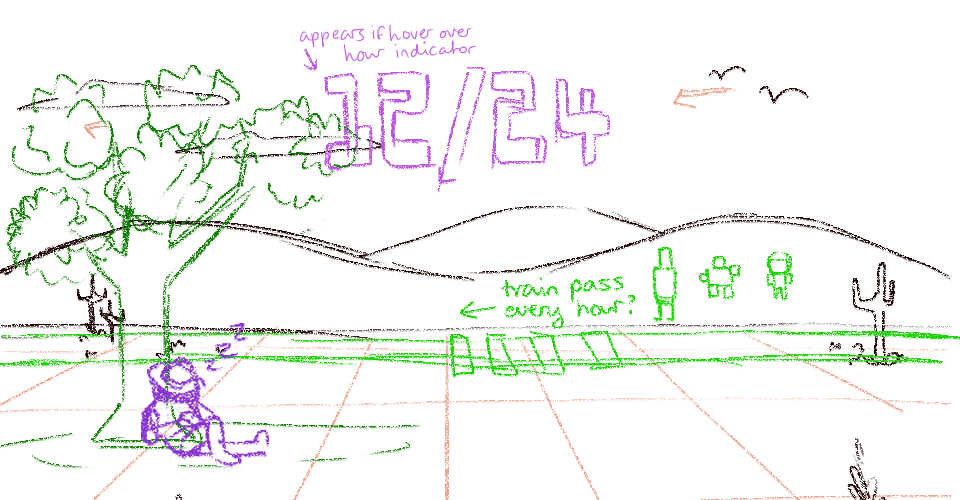 appears if hover over
hour indicator
12/24
train pass
every hour?
z
z
z